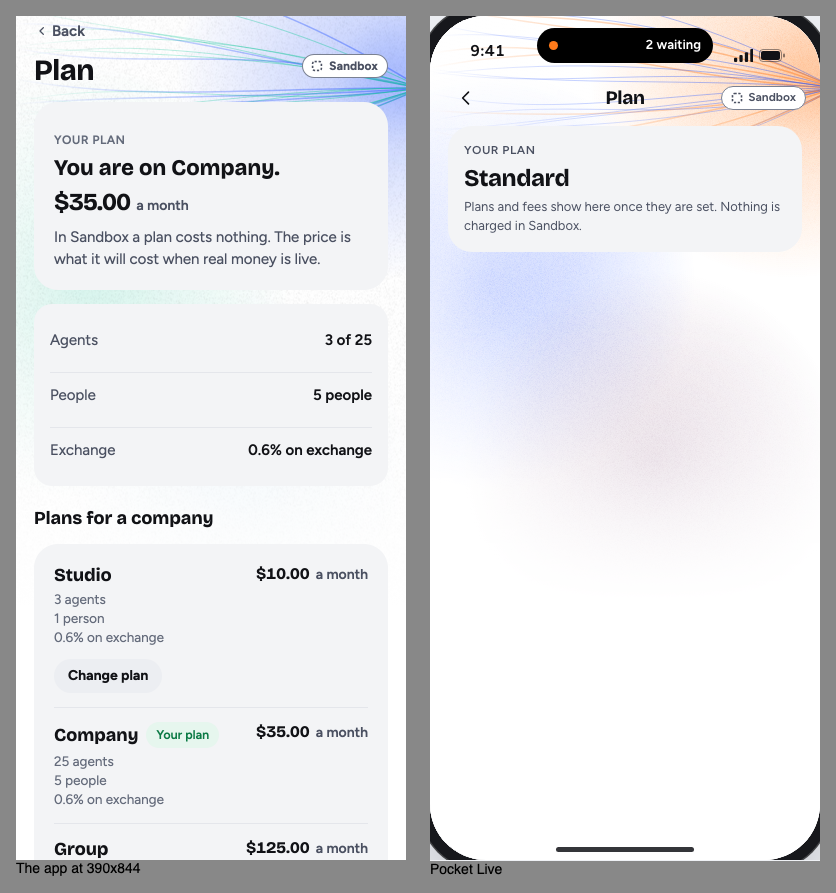 Back
Plan
Sandbox
YOUR PLAN
You are on Company.
$35.00 a month
In Sandbox a plan costs nothing. The price is
what it will cost when real money is live.
Agents
3 of 25
People
5 people
Exchange
0.6% on exchange
Plans for a company
Studio
$10.00 a month
3 agents
1 person
0.6% on exchange
Change plan
Company
Your plan
$35.00 a month
25 agents
5 people
0.6% on exchange
Group
$125.00 a month
The app at 390x844
9:41
2 waiting
Plan
Sandbox
YOUR PLAN
Standard
Plans and fees show here once they are set. Nothing is
charged in Sandbox.
Pocket Live